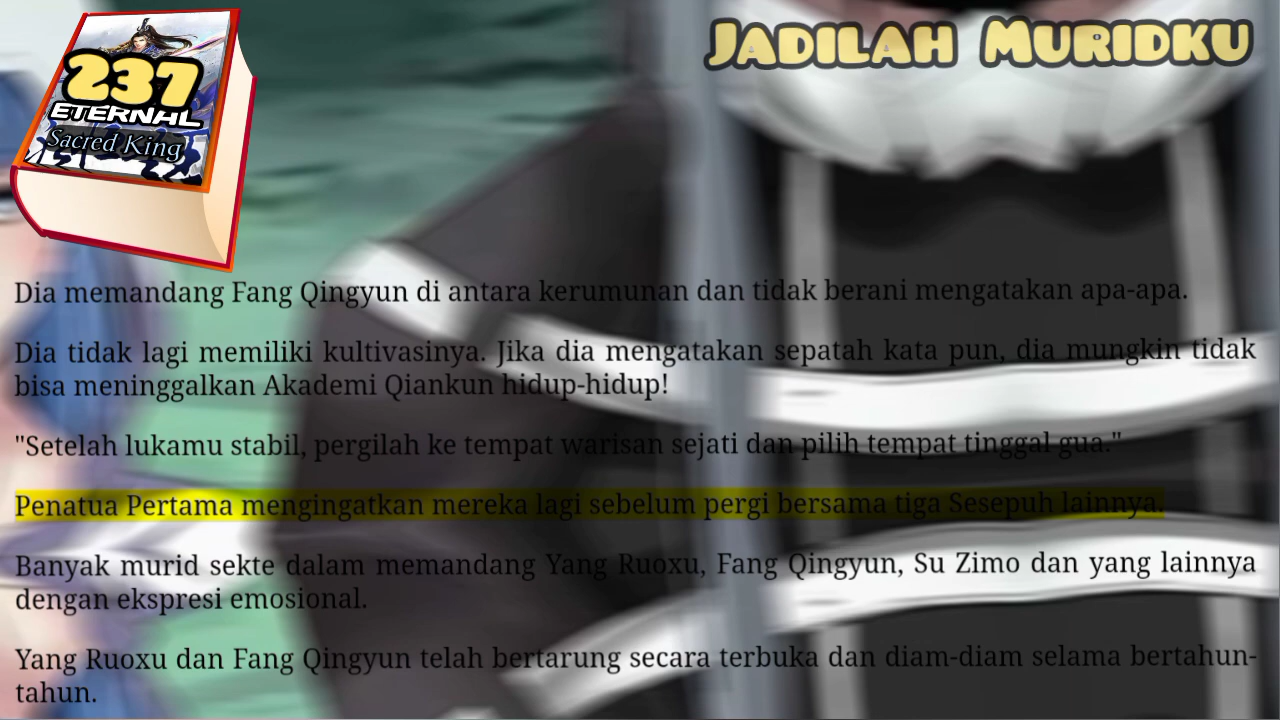 237
ETERNAL
Sacred King
JADILAH MURIDKU
Dia memandang Fang Qingyun di antara kerumunan dan tidak berani mengatakan apa-apa.
Dia tidak lagi memiliki kultivasinya. Jika dia mengatakan sepatah kata pun, dia mungkin tidak
bisa meninggalkan Akademi Qiankun hidup-hidup!
"Setelah lukamu stabil, pergilah ke tempat warisan sejati dan pilih tempat tinggal gua."
Penatua Pertama mengingatkan mereka lagi sebelum pergi bersama tiga Sesepuh lainnya.
Banyak murid sekte dalam memandang Yang Ruoxu, Fang Qingyun, Su Zimo dan yang lainnya
dengan ekspresi emosional.
Yang Ruoxu dan Fang Qingyun telah bertarung secara terbuka dan diam-diam selama bertahun-
tahun.